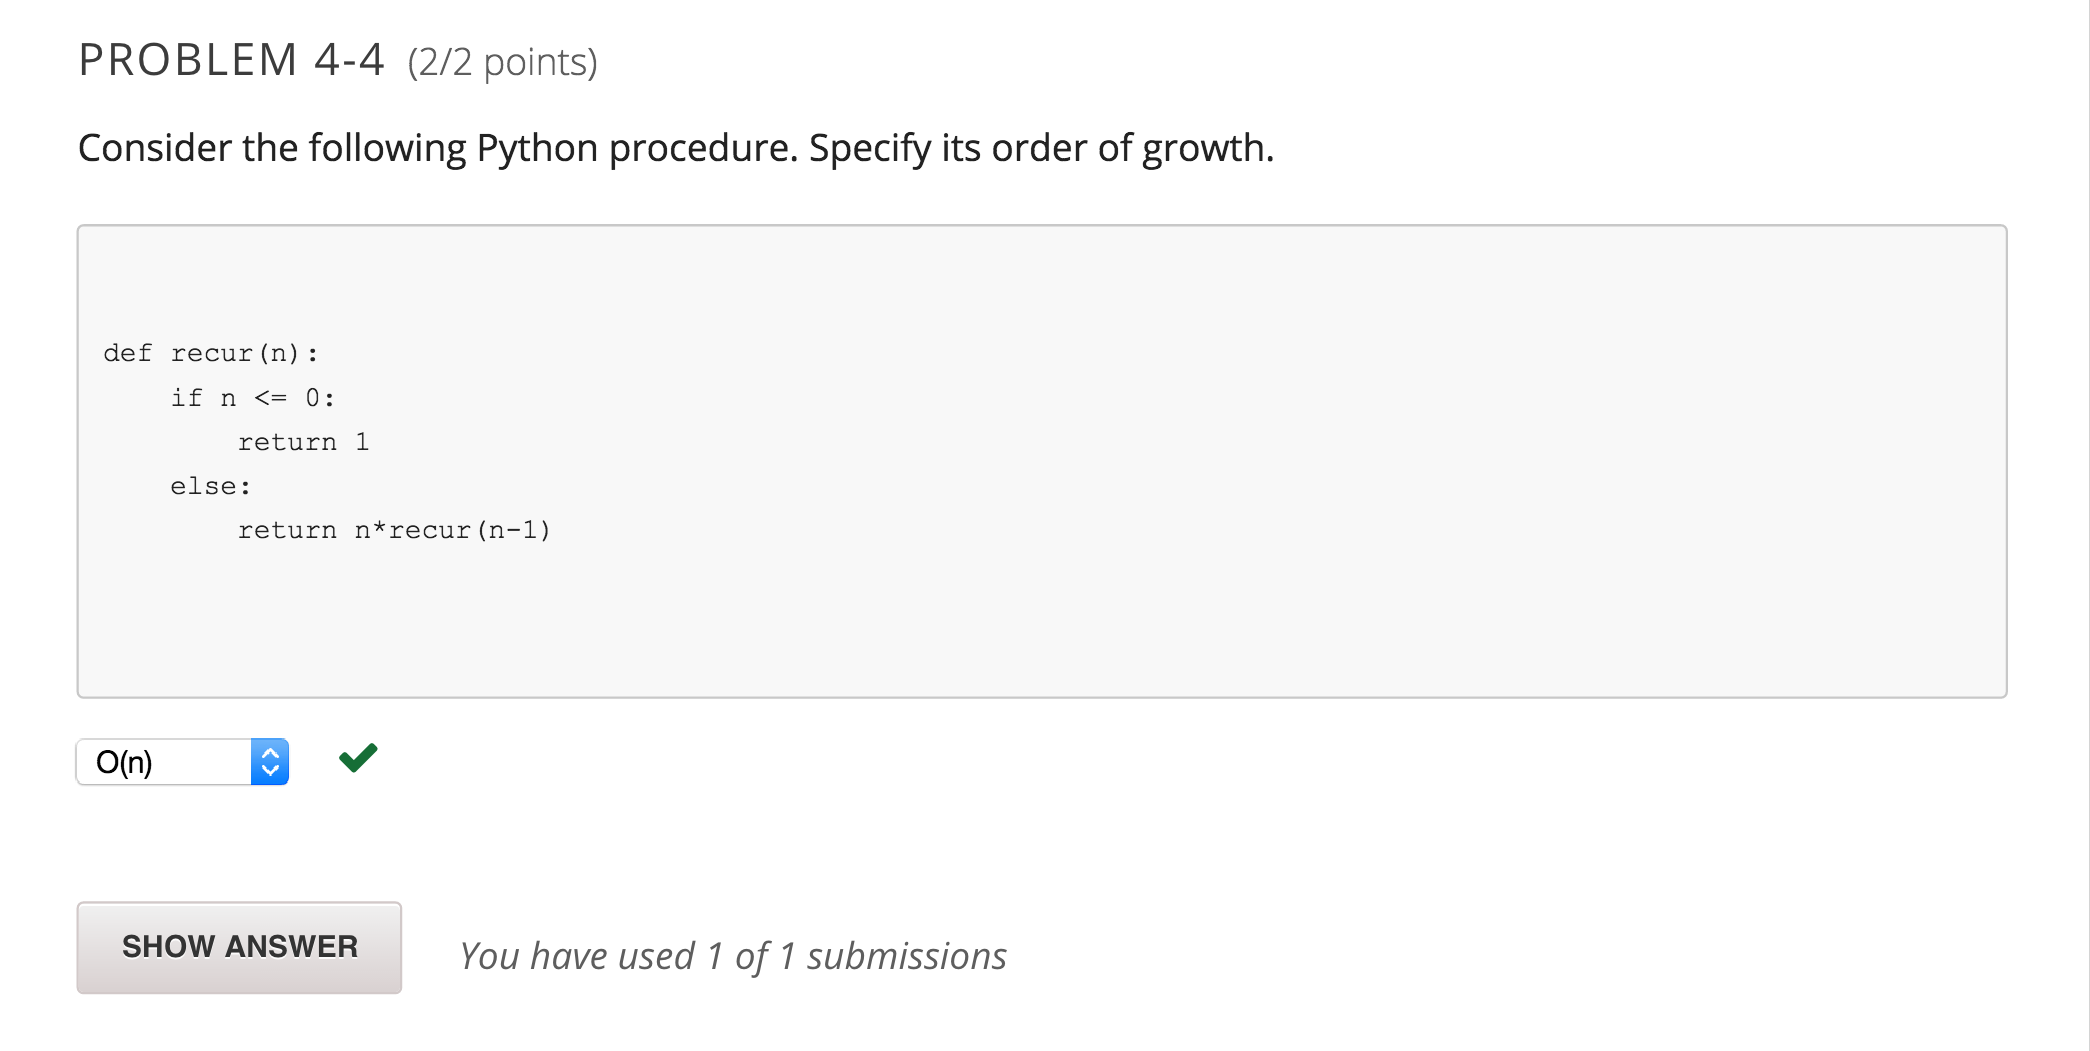 PROBLEM 4-4 (2/2 points)
Consider the following Python procedure. Specify its order of growth.
def recur(n):
    if n <= 0:
        return 1
    else:
        return n*recur(n-1)
O(n)
SHOW ANSWER You have used 1 of 1 submissions